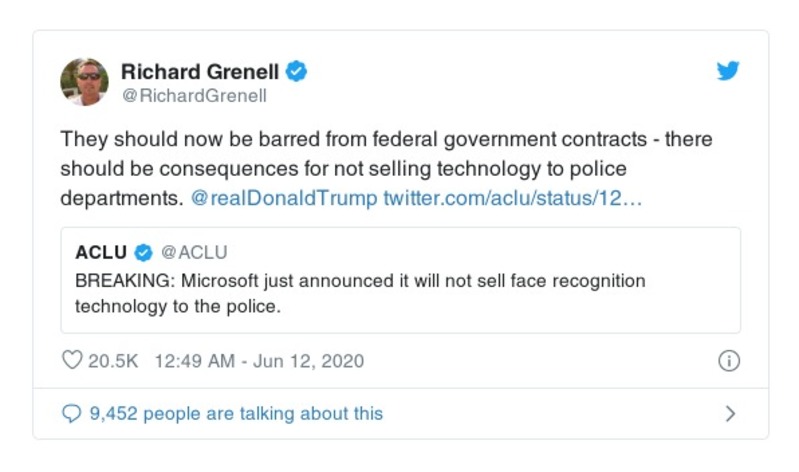 Richard Grenell
@RichardGrenell
They should now be barred from federal government contracts - there
should be consequences for not selling technology to police
departments. @realDonaldTrump twitter.com/aclu/status/12…
ACLU @ACLU
BREAKING: Microsoft just announced it will not sell face recognition
technology to the police.
20.5K 12:49 AM - Jun 12, 2020
9,452 people are talking about this